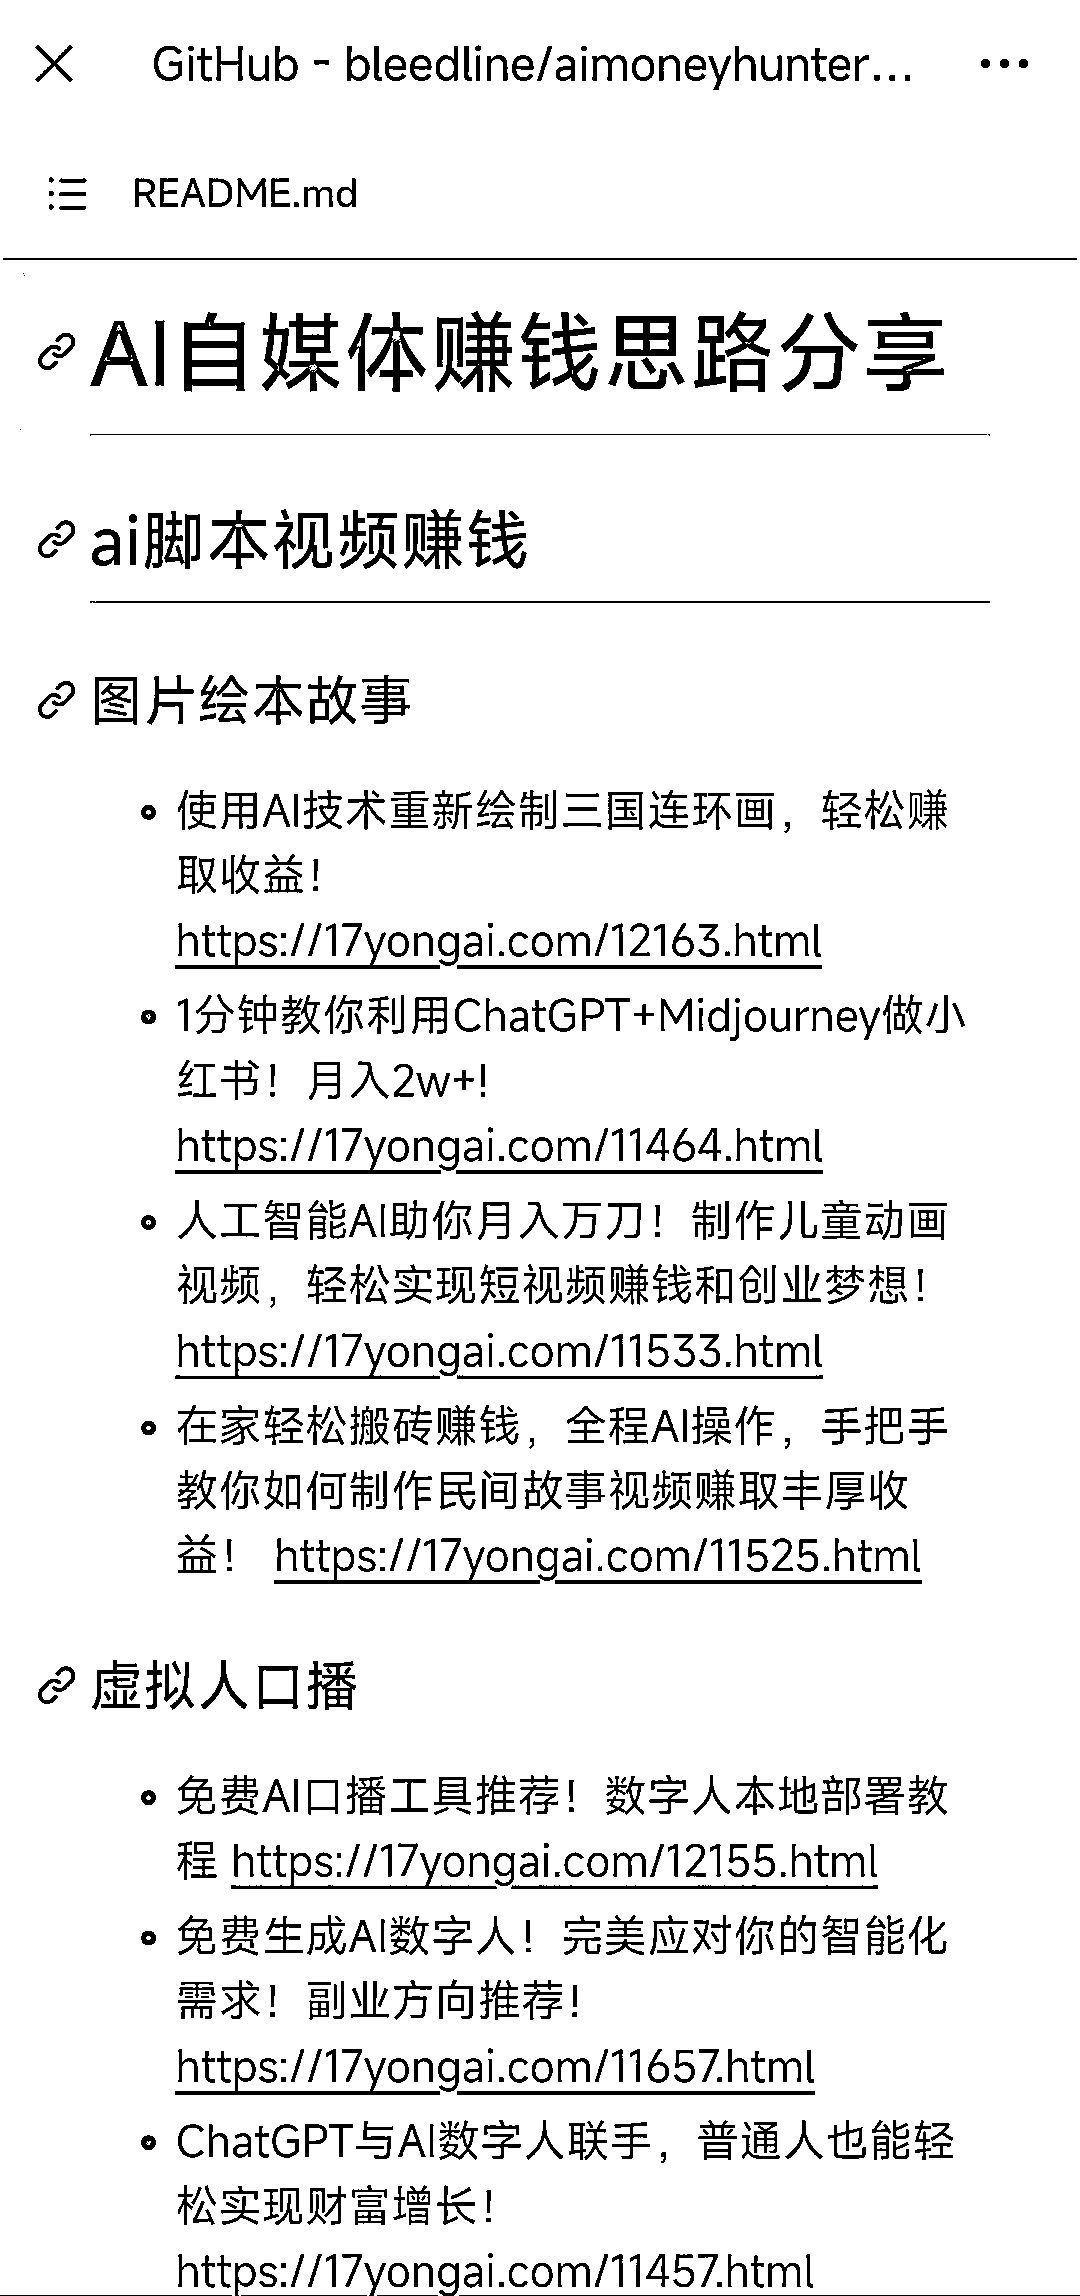 GitHub - bleedline/aimoneyhunter...
README.md
AI自媒体赚钱思路分享
ai脚本视频赚钱
图片绘本故事
使用AI技术重新绘制三国连环画，轻松赚
取收益！
https://17yongai.com/12163.html
1分钟教你利用ChatGPT+Midjourney做小
红书！月入2w+!
https://17yongai.com/11464.html
人工智能AI助你月入万刀！制作儿童动画
视频，轻松实现短视频赚钱和创业梦想！
https://17yongai.com/11533.html
在家轻松搬砖赚钱，全程AI操作，手把手
教你如何制作民间故事视频赚取丰厚收
益！ https://17yongai.com/11525.html
虚拟人口播
免费AI口播工具推荐！数字人本地部署教
程 https://17yongai.com/12155.html
免费生成AI数字人！完美应对你的智能化
需求！副业方向推荐！
https://17yongai.com/11657.html
ChatGPT与AI数字人联手，普通人也能轻
松实现财富增长！
https://17yongai.com/11457.html